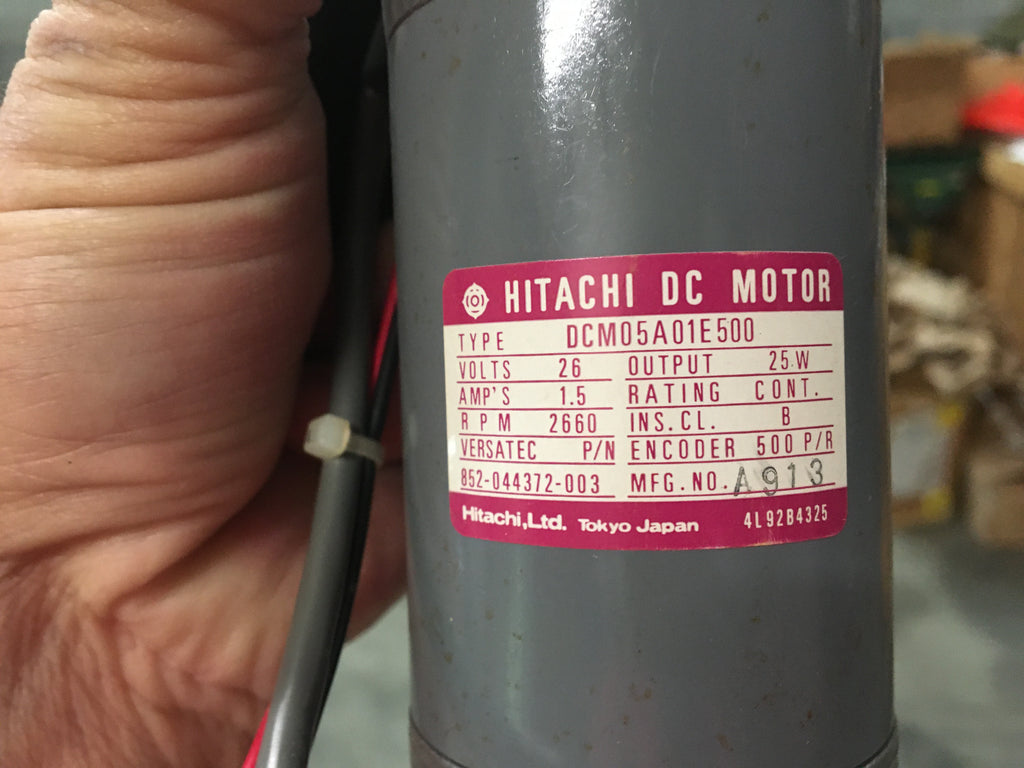 HITACHI DC MOTOR
TYPE DCM05A01E500
VOLTS 26 OUTPUT 25 W
AMP'S 1.5 RATING CONT.
RPM 2660 INS.CL. B
VERSATEC P/N ENCODER 500 P/R
852-044372-003 MFG.NO. A913
Hitachi,Ltd. Tokyo Japan 4L92B4325